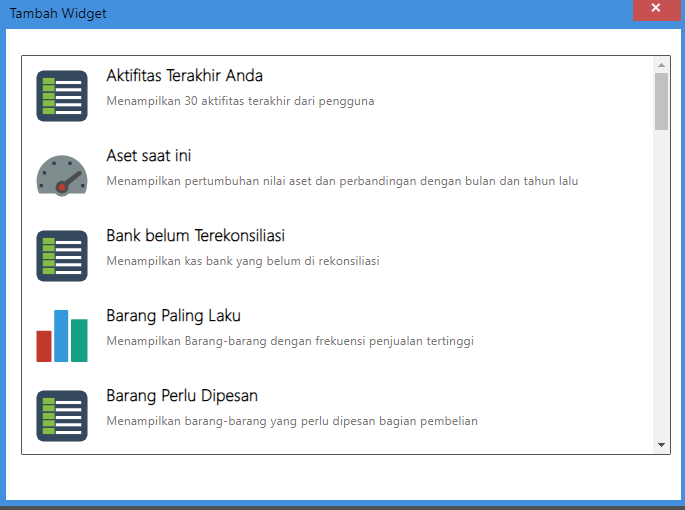 Tambah Widget
Aktifitas Terakhir Anda
Menampilkan 30 aktifitas terakhir dari pengguna
Aset saat ini
Menampilkan pertumbuhan nilai aset dan perbandingan dengan bulan dan tahun lalu
Bank belum Terekonsiliasi
Menampilkan kas bank yang belum di rekonsiliasi
Barang Paling Laku
Menampilkan Barang-barang dengan frekuensi penjualan tertinggi
Barang Perlu Dipesan
Menampilkan barang-barang yang perlu dipesan bagian pembelian